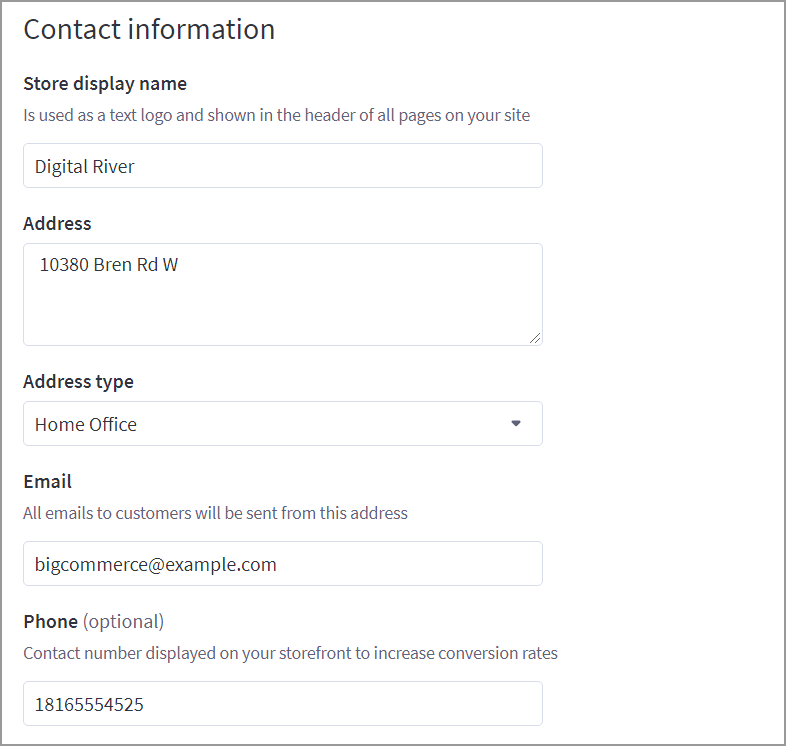 Contact information
Store display name
Is used as a text logo and shown in the header of all pages on your site
Digital River
Address
10380 Bren Rd W
Address type
Home Office
Email
All emails to customers will be sent from this address
bigcommerce@example.com
Phone (optional)
Contact number displayed on your storefront to increase conversion rates
18165554525